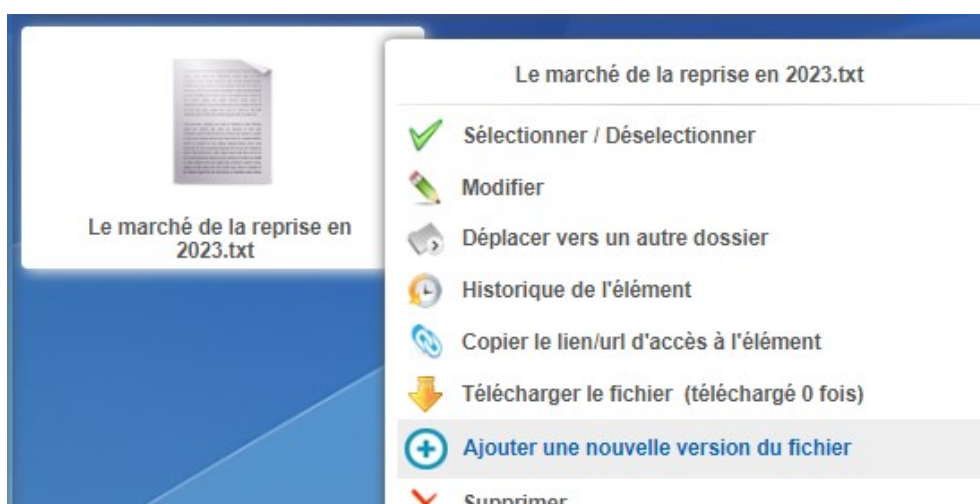 Le marché de la reprise en
2023.txt
Le marché de la reprise en 2023.txt
Sélectionner / Déselectionner
Modifier
Déplacer vers un autre dossier
Historique de l'élément
Copier le lien/url d'accès à l'élément
Télécharger le fichier (téléchargé 0 fois)
Ajouter une nouvelle version du fichier
Supprimer